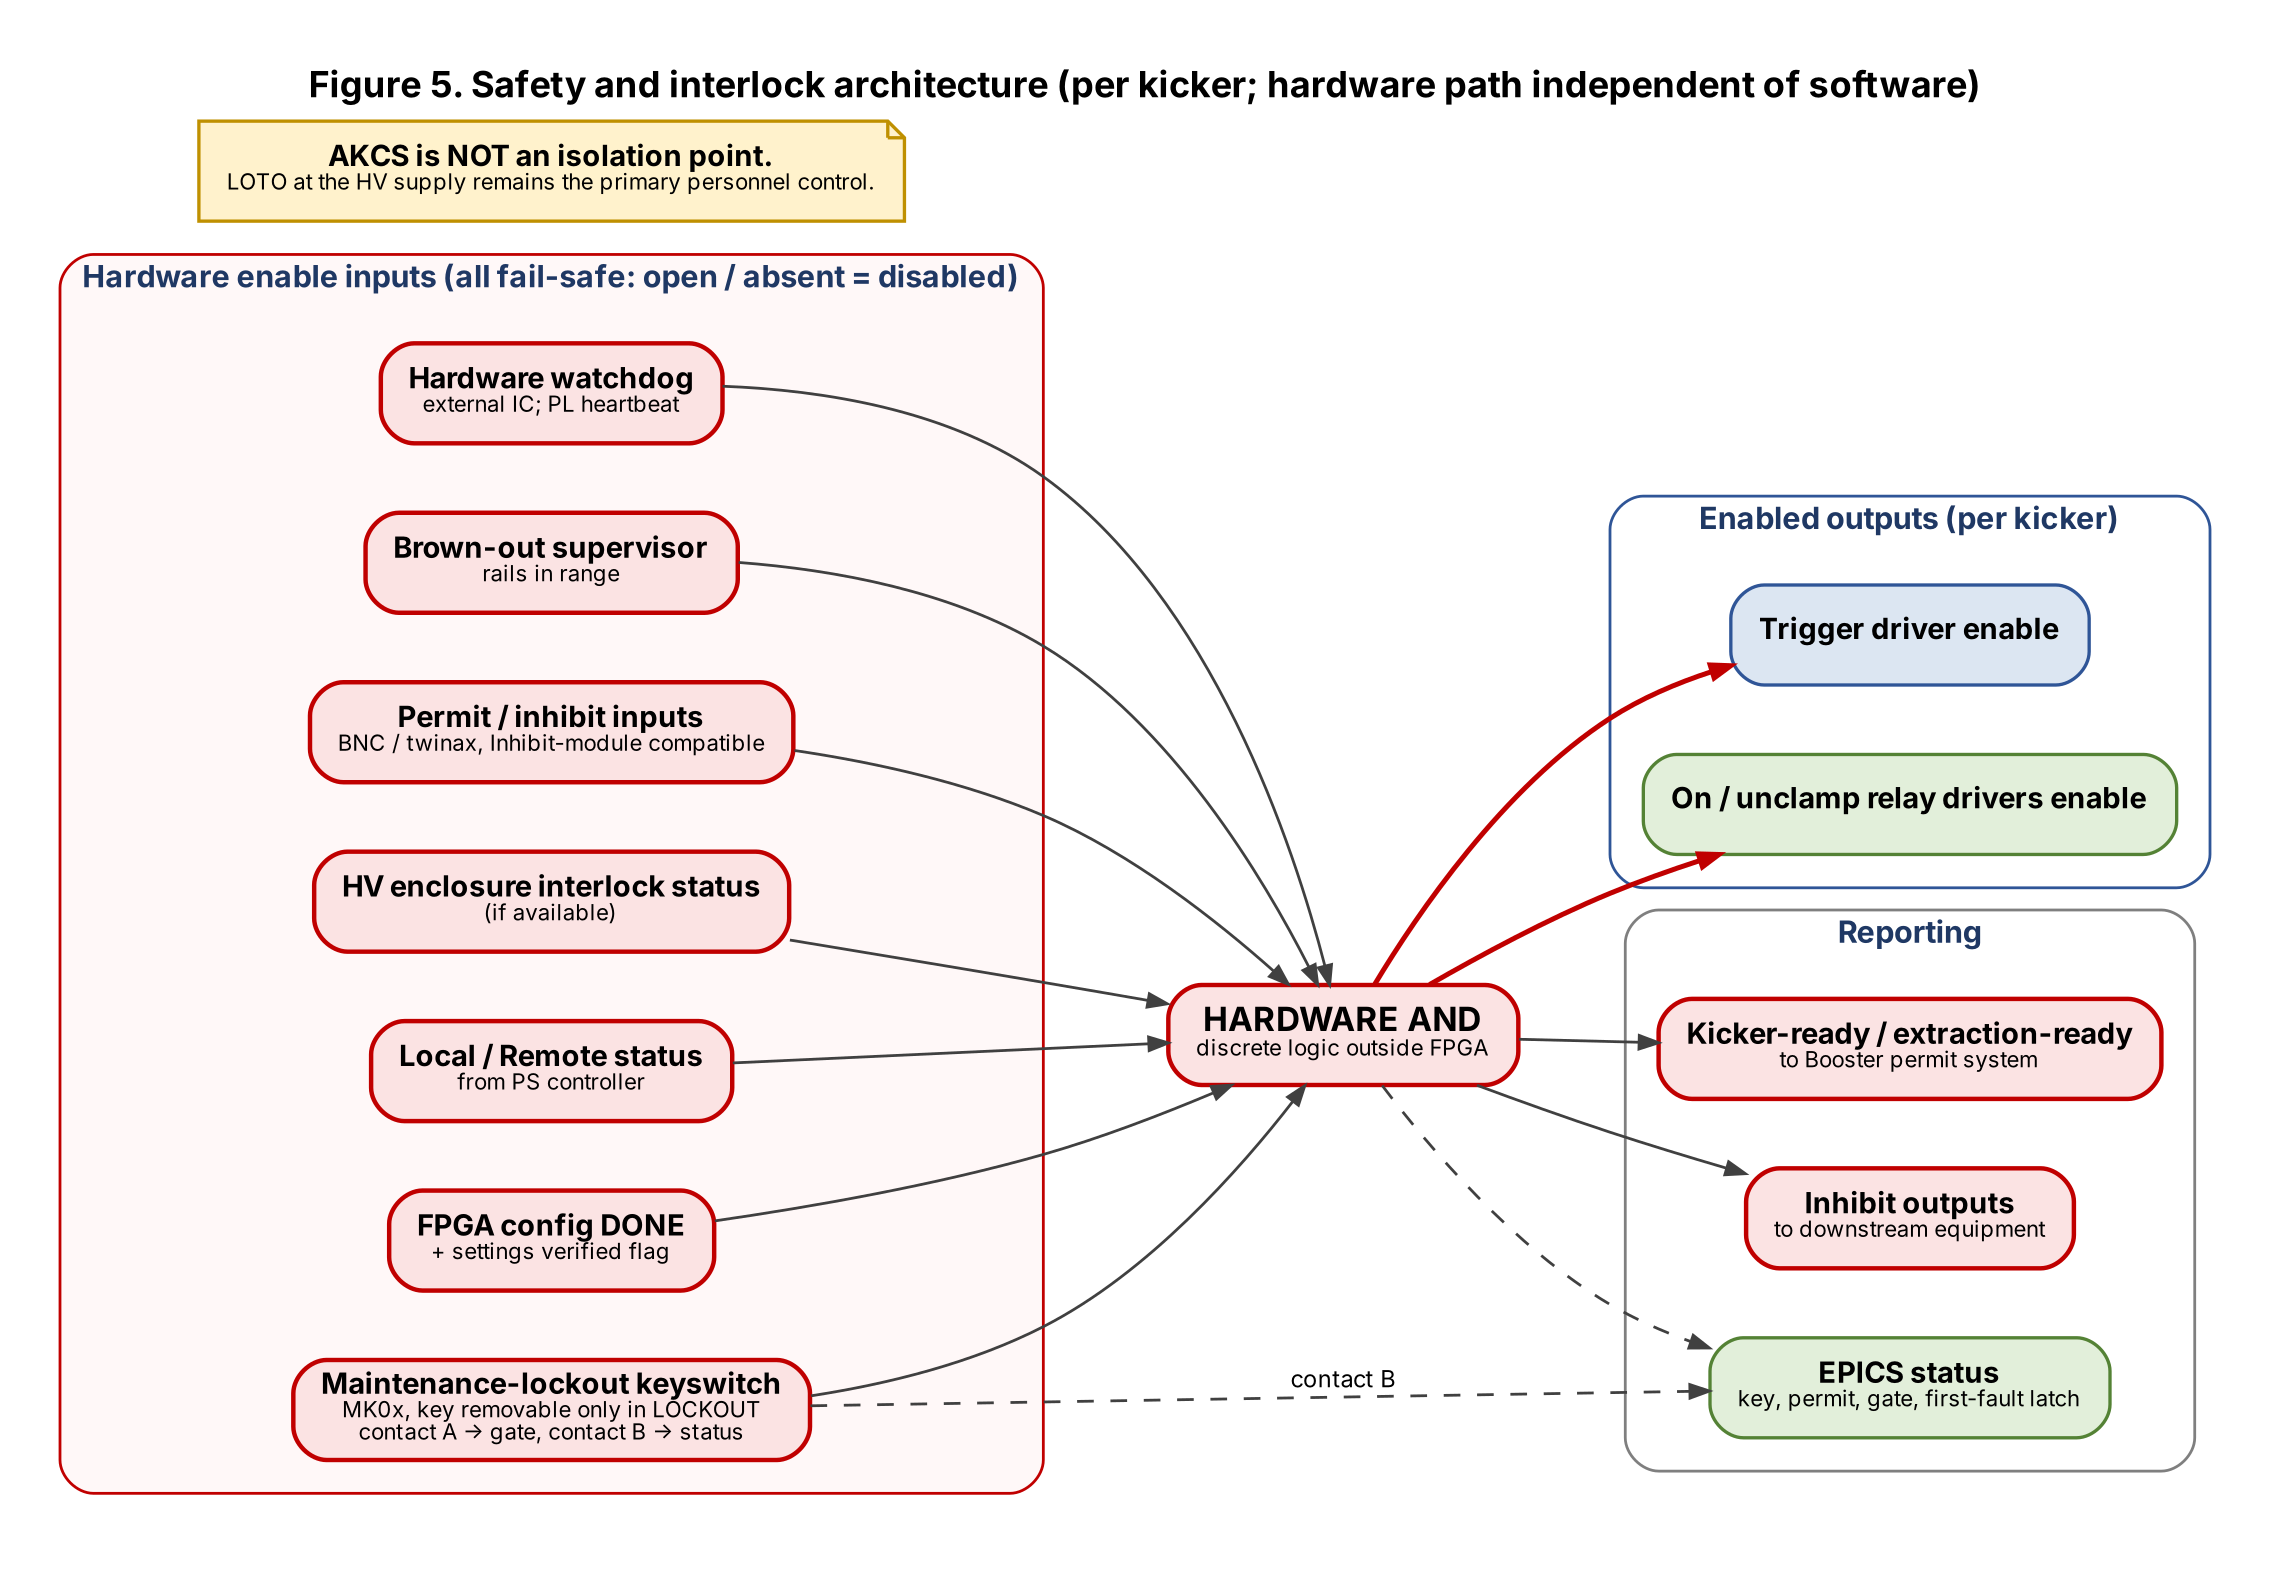 Figure 5. Safety and interlock architecture (per kicker; hardware path independent of software)
AKCS is NOT an isolation point.
LOTO at the HV supply remains the primary personnel control.
Hardware enable inputs (all fail-safe: open / absent = disabled)
Hardware watchdog
external IC; PL heartbeat
Brown-out supervisor
rails in range
Permit / inhibit inputs
BNC / twinax, Inhibit-module compatible
HV enclosure interlock status
(if available)
Local / Remote status
from PS controller
FPGA config DONE
+ settings verified flag
Maintenance-lockout keyswitch
MK0x, key removable only in LOCKOUT
contact A → gate, contact B → status
contact B
HARDWARE AND
discrete logic outside FPGA
Enabled outputs (per kicker)
Trigger driver enable
On / unclamp relay drivers enable
Reporting
Kicker-ready / extraction-ready
to Booster permit system
Inhibit outputs
to downstream equipment
EPICS status
key, permit, gate, first-fault latch